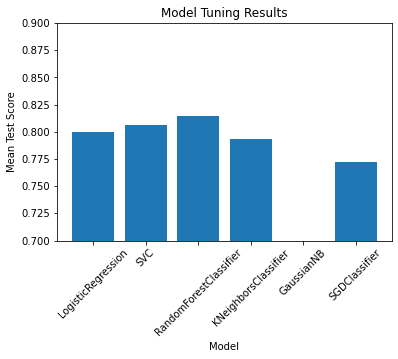 Model Tuning Results
Mean Test Score
0.900
0.875
0.850
0.825
0.800
0.775
0.750
0.725
0.700
LogisticRegression
SVC
RandomForestClassifier
KNeighborsClassifier
GaussianNB
SGDClassifier
Model